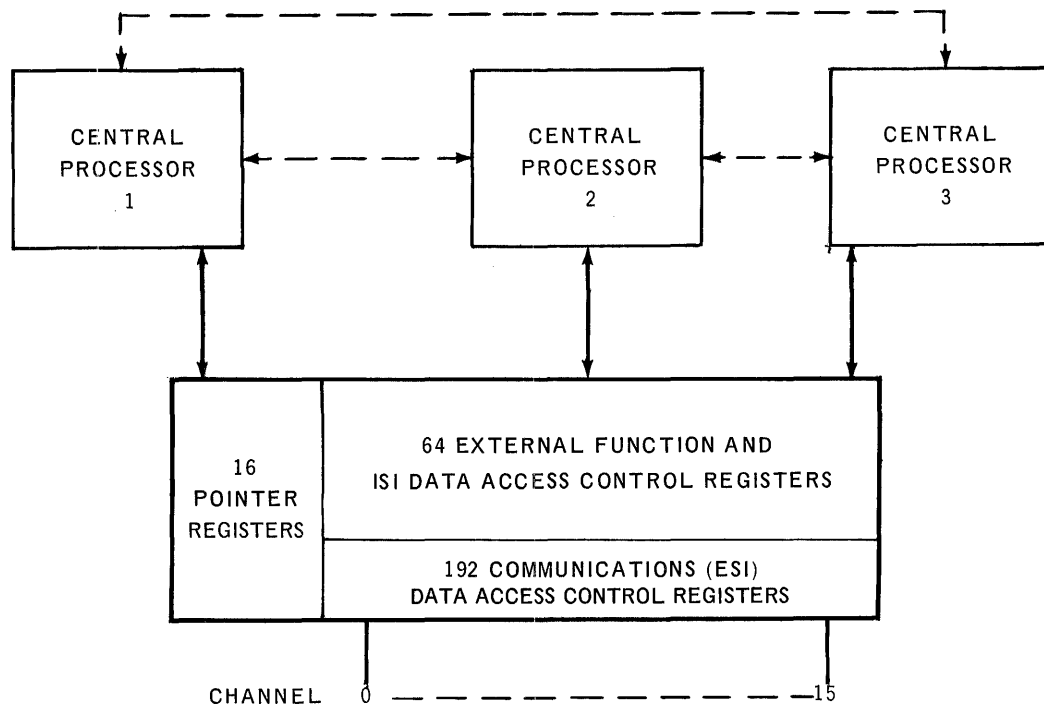 CENTRAL
PROCESSOR
1
CENTRAL
PROCESSOR
2
CENTRAL
PROCESSOR
3
16
POINTER
REGISTERS
64 EXTERNAL FUNCTION AND
ISI DATA ACCESS CONTROL REGISTERS
192 COMMUNICATIONS (ESI)
DATA ACCESS CONTROL REGISTERS
CHANNEL 0 15